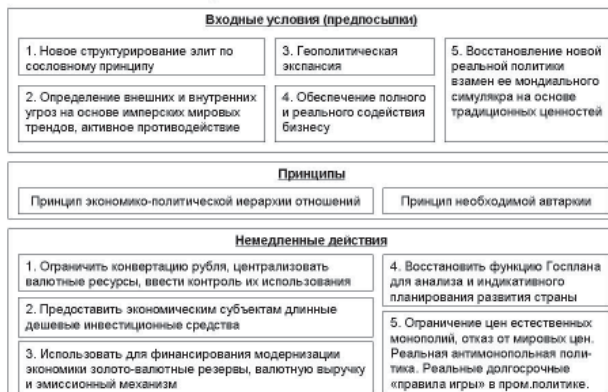 Входные условия (предпосылки)
1. Новое структурирование элит по
сословному принципу
2. Определение внешних и внутренних
угроз на основе имперских мировых
трендов, активное противодействие
3. Геополитическая
экспансия
4. Обеспечение полного
и реального содействия
бизнесу
5. Восстановление новой
реальной политики
взамен ее мондиального
симулякра на основе
традиционных ценностей
Принципы
Принцип экономико-политической иерархии отношений
Принцип необходимой автаркии
Немедленные действия
1. Ограничить конвертацию рубля, централизовать
валютные ресурсы, ввести контроль их использования
2. Предоставить экономическим субъектам длинные
дешевые инвестиционные средства
3. Использовать для финансирования модернизации
экономики золото-валютные резервы, валютную выручку
и эмиссионный механизм
4. Восстановить функцию Госплана
для анализа и индикативного
планирования развития страны
5. Ограничение цен естественных
монополий, отказ от мировых цен.
Реальная антимонопольная поли-
тика. Реальные долгосрочные
«правила игры» в пром.политике.